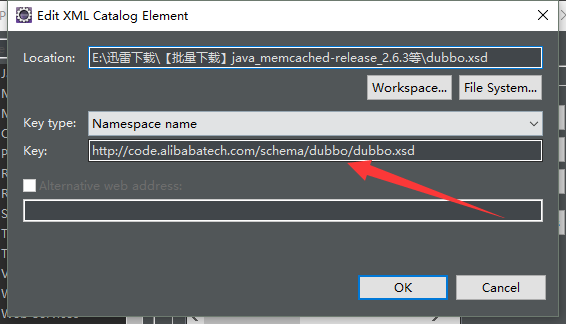 Edit XML Catalog Element
Location: E:\迅雷下载\【批量下载】java_memcached-release_2.6.3等\dubbo.xsd
Workspace... File System...
Key type: Namespace name
Key: http://code.alibabatech.com/schema/dubbo/dubbo.xsd
Alternative web address:
OK Cancel